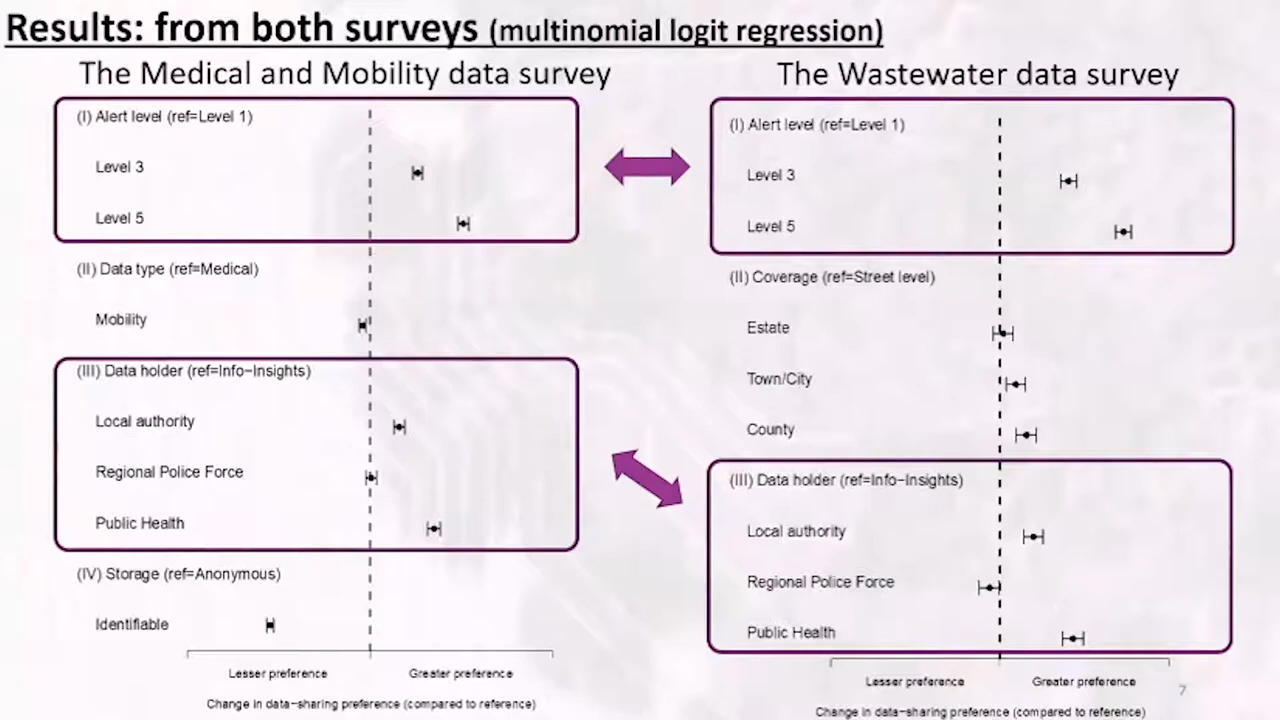 Results: from both surveys (multinomial logit regression)
The Medical and Mobility data survey
(I) Alert level (ref=Level 1)
Level 3
Level 5
(II) Data type (ref=Medical)
Mobility
(III) Data holder (ref=Info−Insights)
Local authority
Regional Police Force
Public Health
(IV) Storage (ref=Anonymous)
Identifiable
Lesser preference
Greater preference
Change in data−sharing preference (compared to reference)
The Wastewater data survey
(I) Alert level (ref=Level 1)
Level 3
Level 5
(II) Coverage (ref=Street level)
Estate
Town/City
County
(III) Data holder (ref=Info−Insights)
Local authority
Regional Police Force
Public Health
Lesser preference
Greater preference
Change in data−sharing preference (compared to reference)
7